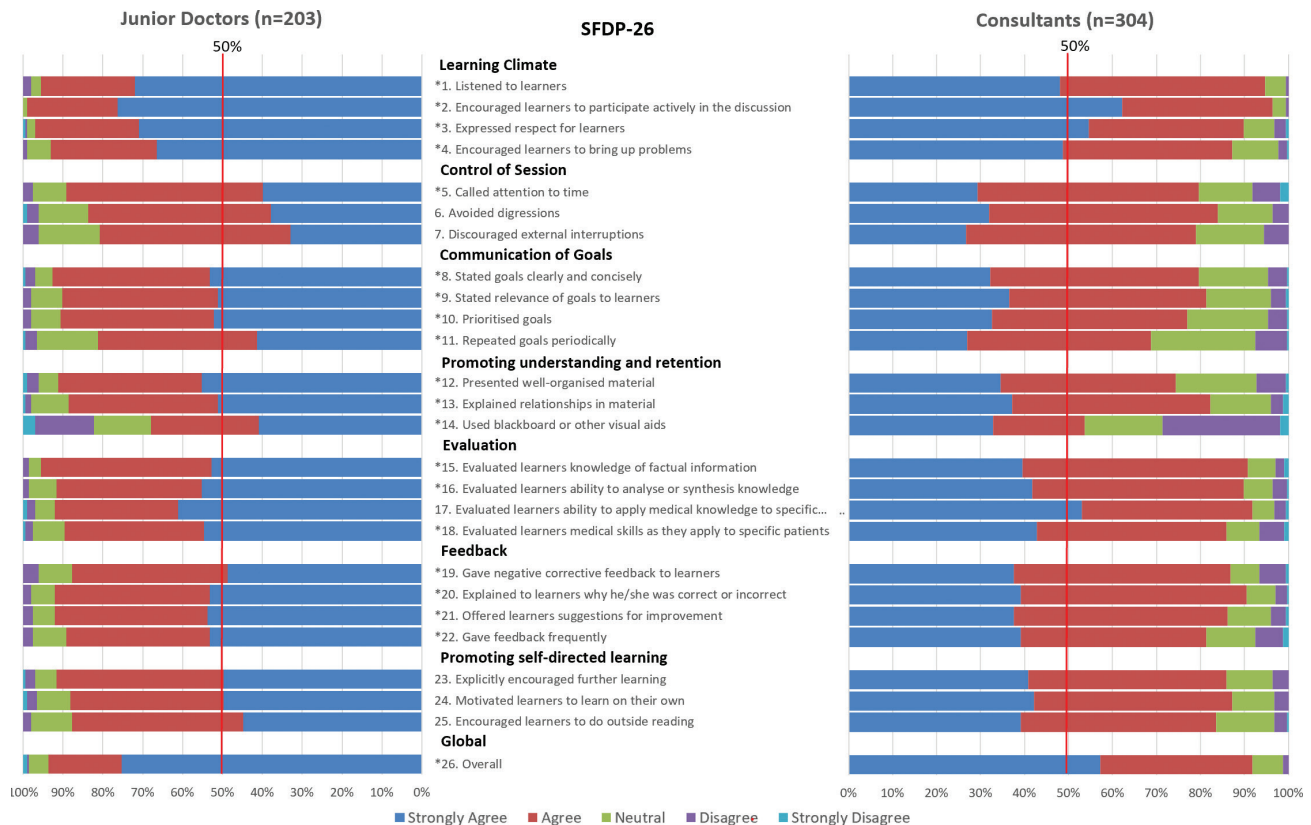 Junior Doctors (n=203)
SFDP-26
Consultants (n=304)
50%
50%
Learning Climate
*1. Listened to learners
*2. Encouraged learners to participate actively in the discussion
*3. Expressed respect for learners
*4. Encouraged learners to bring up problems
Control of Session
*5. Called attention to time
6. Avoided digressions
7. Discouraged external interruptions
Communication of Goals
*8. Stated goals clearly and concisely
*9. Stated relevance of goals to learners
*10. Prioritised goals
*11. Repeated goals periodically
Promoting understanding and retention
*12. Presented well-organised material
*13. Explained relationships in material
*14. Used blackboard or other visual aids
Evaluation
*15. Evaluated learners knowledge of factual information
*16. Evaluated learners ability to analyse or synthesis knowledge
17. Evaluated learners ability to apply medical knowledge to specific... ..
*18. Evaluated learners medical skills as they apply to specific patients
Feedback
*19. Gave negative corrective feedback to learners
*20. Explained to learners why he/she was correct or incorrect
*21. Offered learners suggestions for improvement
*22. Gave feedback frequently
Promoting self-directed learning
23. Explicitly encouraged further learning
24. Motivated learners to learn on their own
25. Encouraged learners to do outside reading
Global
*26. Overall
100% 90% 80% 70% 60% 50% 40% 30% 20% 10% 0%
0% 10% 20% 30% 40% 50% 60% 70% 80% 90% 100%
Strongly Agree Agree Neutral Disagree Strongly Disagree